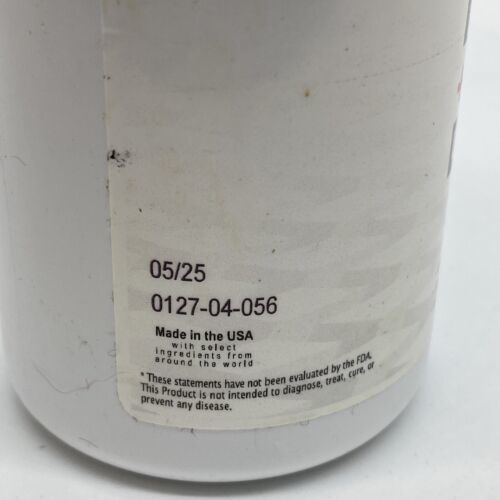 05/25
0127-04-056
Made in the USA
with select
ingredients from
around the world
* These statements have not been evaluated by the FDA.
This Product is not intended to diagnose, treat, cure, or
prevent any disease.